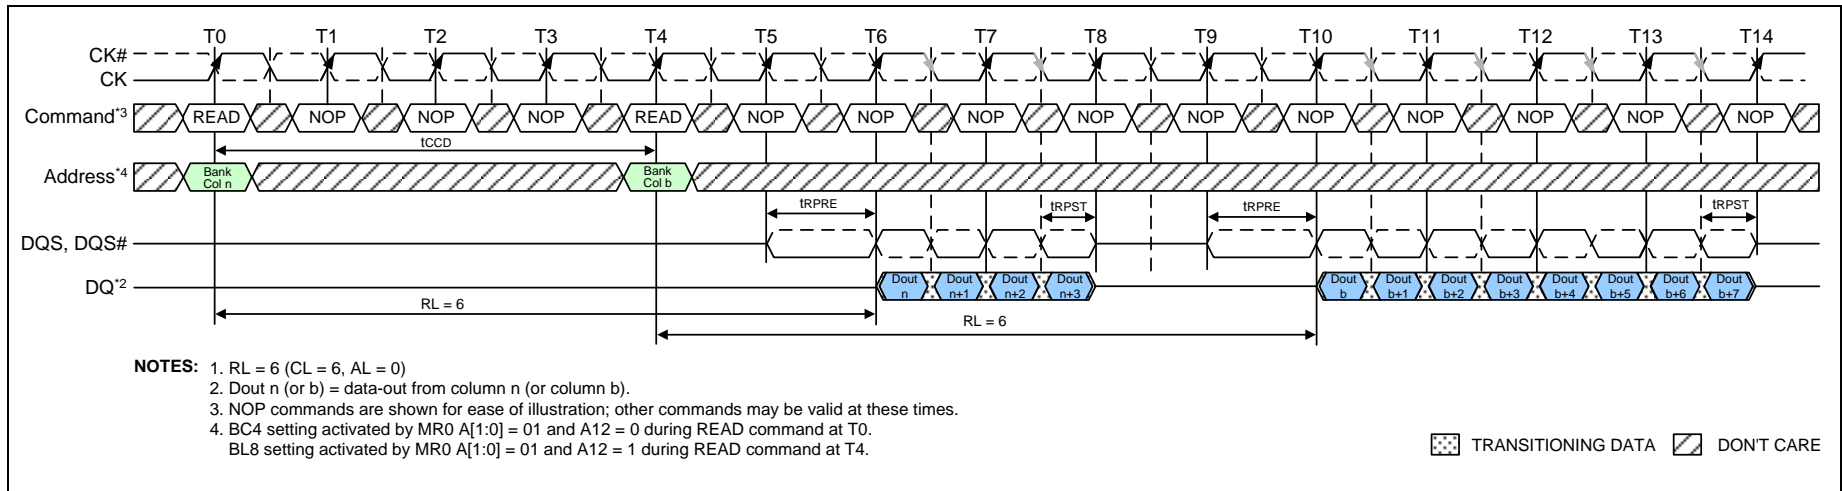 T0 T1 T2 T3 T4 T5 T6 T7 T8 T9 T10 T11 T12 T13 T14
CK#
CK
Command*3 READ NOP NOP NOP READ NOP NOP NOP NOP NOP NOP NOP NOP NOP NOP
tCCD
Address*4 Bank Col n Bank Col b
tRPRE tRPST tRPRE tRPST
DQS, DQS#
DQ*2 Dout n Dout n+1 Dout n+2 Dout n+3 Dout b Dout b+1 Dout b+2 Dout b+3 Dout b+4 Dout b+5 Dout b+6 Dout b+7
RL = 6
RL = 6
NOTES: 1. RL = 6 (CL = 6, AL = 0)
2. Dout n (or b) = data-out from column n (or column b).
3. NOP commands are shown for ease of illustration; other commands may be valid at these times.
4. BC4 setting activated by MR0 A[1:0] = 01 and A12 = 0 during READ command at T0.
BL8 setting activated by MR0 A[1:0] = 01 and A12 = 1 during READ command at T4.
TRANSITIONING DATA DON'T CARE